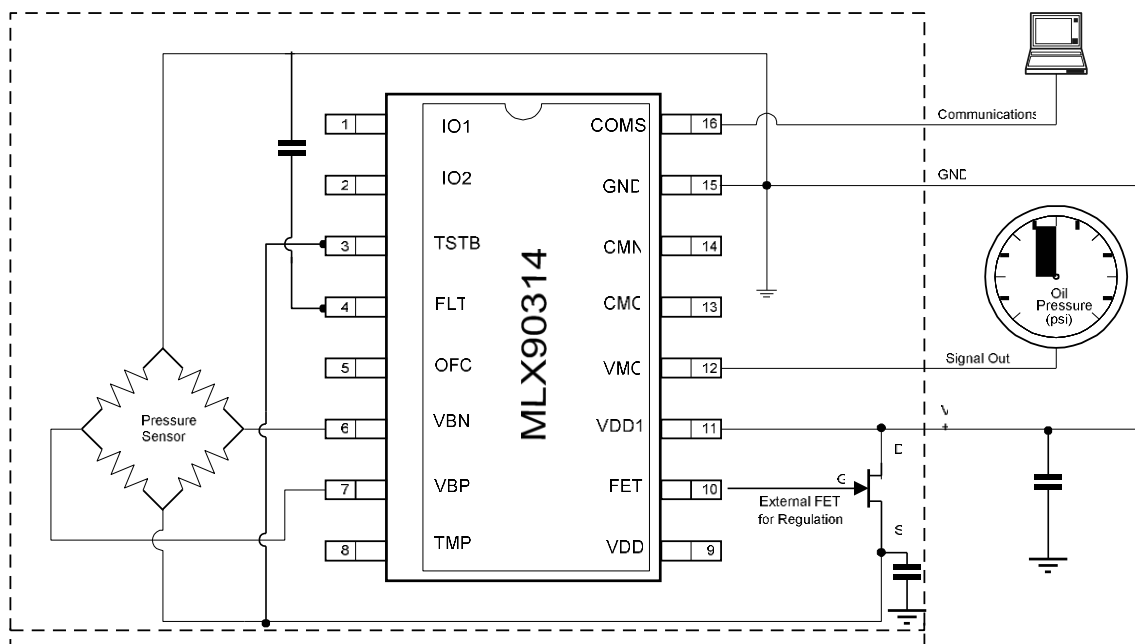 Communications
GND
1
IO1
COMS
16
2
IO2
GND
15
3
TSTB
CMN
14
4
FLT
CMO
13
5
OFC
VMO
12
6
VBN
VDD1
11
7
VBP
FET
10
8
TMP
VDD
9
MLX90314
Pressure
Sensor
Oil
Pressure
(psi)
Signal Out
V
+
D
G
S
External FET
for Regulation